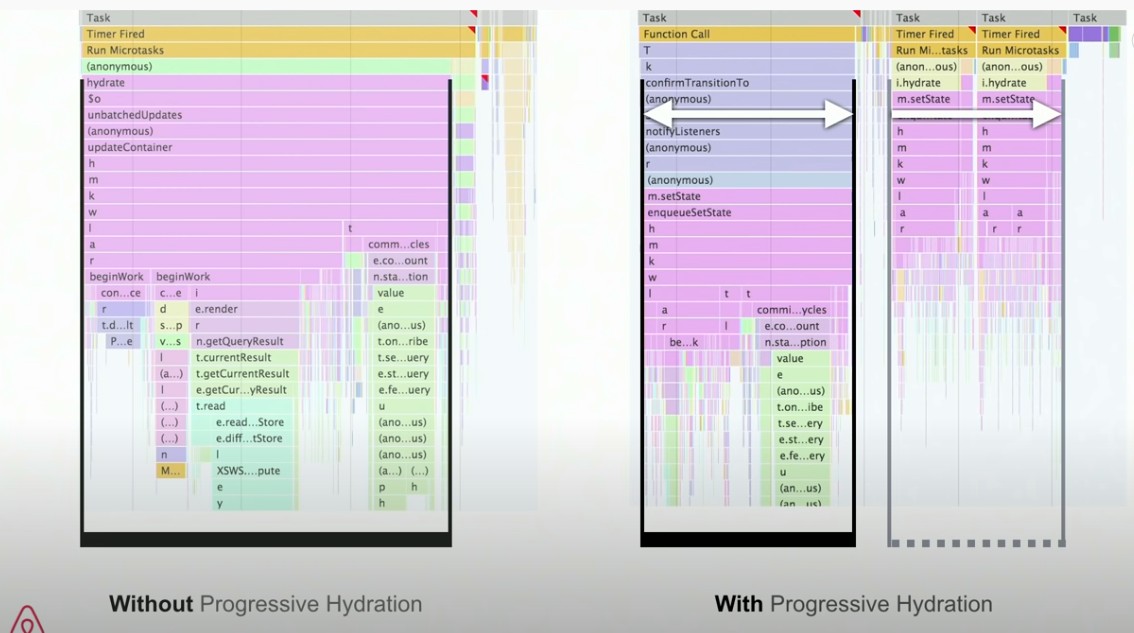 Task
Timer Fired
Run Microtasks
(anonymous)
hydrate
$o
unbatchedUpdates
(anonymous)
updateContainer
h
m
k
w
l t
a comm...cles
r e.co...ount
beginWork beginWork n.sta...tion
con...ce c...e i value
r d e.render e
t.d...lt s...p r (ano...us)
P...e v...s n.getQueryResult t.on...ribe
l t.currentResult t.se...uery
(a...) t.getCurrentResult e.st...uery
l e.getCur...yResult e.fe...uery
(...) t.read u
(...) e.read...Store (ano...us)
(...) e.diff...tStore (ano...us)
n l (ano...us)
M... XSWS....pute (a...) (...)
e p h
y h
Without Progressive Hydration
Task Task Task Task
Function Call Timer Fired Timer Fired
T Run Mi...tasks Run Microtasks
k (anon...ous) (anon...ous)
confirmTransitionTo i.hydrate i.hydrate
(anonymous) m.setState m.setState
notifyListeners h h
(anonymous) m m
r k k
(anonymous) w w
m.setState l l
enqueueSetState a a a
h r r r
m
k
w
l t t
a commi...ycles
r l e.co...ount
be...k n.sta...ption
value
e
(ano...us)
t.on...ibe
t.se...ery
e.st...ery
e.fe...ery
u
(an...us)
(an...us)
With Progressive Hydration